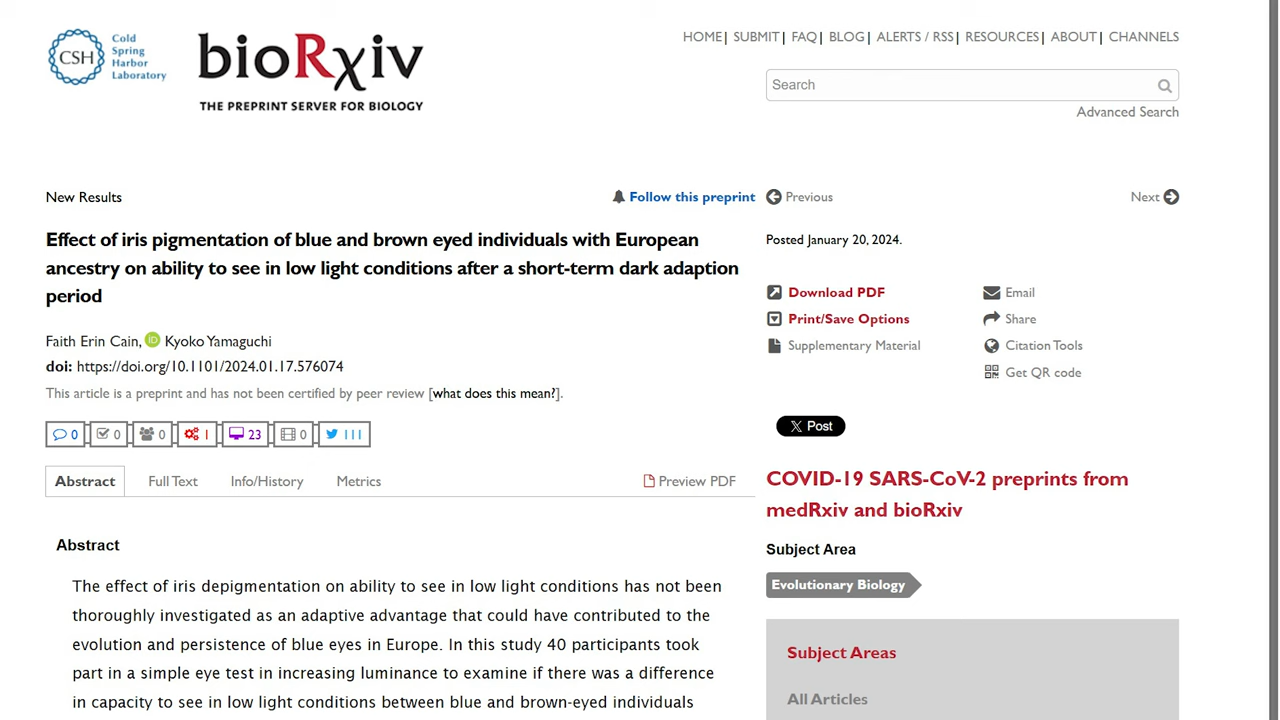 CSH
Cold
Spring
Harbor
Laboratory
bioRxiv
THE PREPRINT SERVER FOR BIOLOGY
HOME| SUBMIT| FAQ| BLOG| ALERTS / RSS| RESOURCES| ABOUT| CHANNELS
Search
Advanced Search
New Results
Follow this preprint
Previous
Next
Effect of iris pigmentation of blue and brown eyed individuals with European
ancestry on ability to see in low light conditions after a short-term dark adaption
period
Faith Erin Cain, iD Kyoko Yamaguchi
doi: https://doi.org/10.1101/2024.01.17.576074
This article is a preprint and has not been certified by peer review [what does this mean?].
0 0 0 1 23 0 111
Abstract Full Text Info/History Metrics Preview PDF
Abstract
The effect of iris depigmentation on ability to see in low light conditions has not been
thoroughly investigated as an adaptive advantage that could have contributed to the
evolution and persistence of blue eyes in Europe. In this study 40 participants took
part in a simple eye test in increasing luminance to examine if there was a difference
in capacity to see in low light conditions between blue and brown-eyed individuals
Posted January 20, 2024.
Download PDF
Print/Save Options
Supplementary Material
Email
Share
Citation Tools
Get QR code
X Post
COVID-19 SARS-CoV-2 preprints from
medRxiv and bioRxiv
Subject Area
Evolutionary Biology
Subject Areas
All Articles